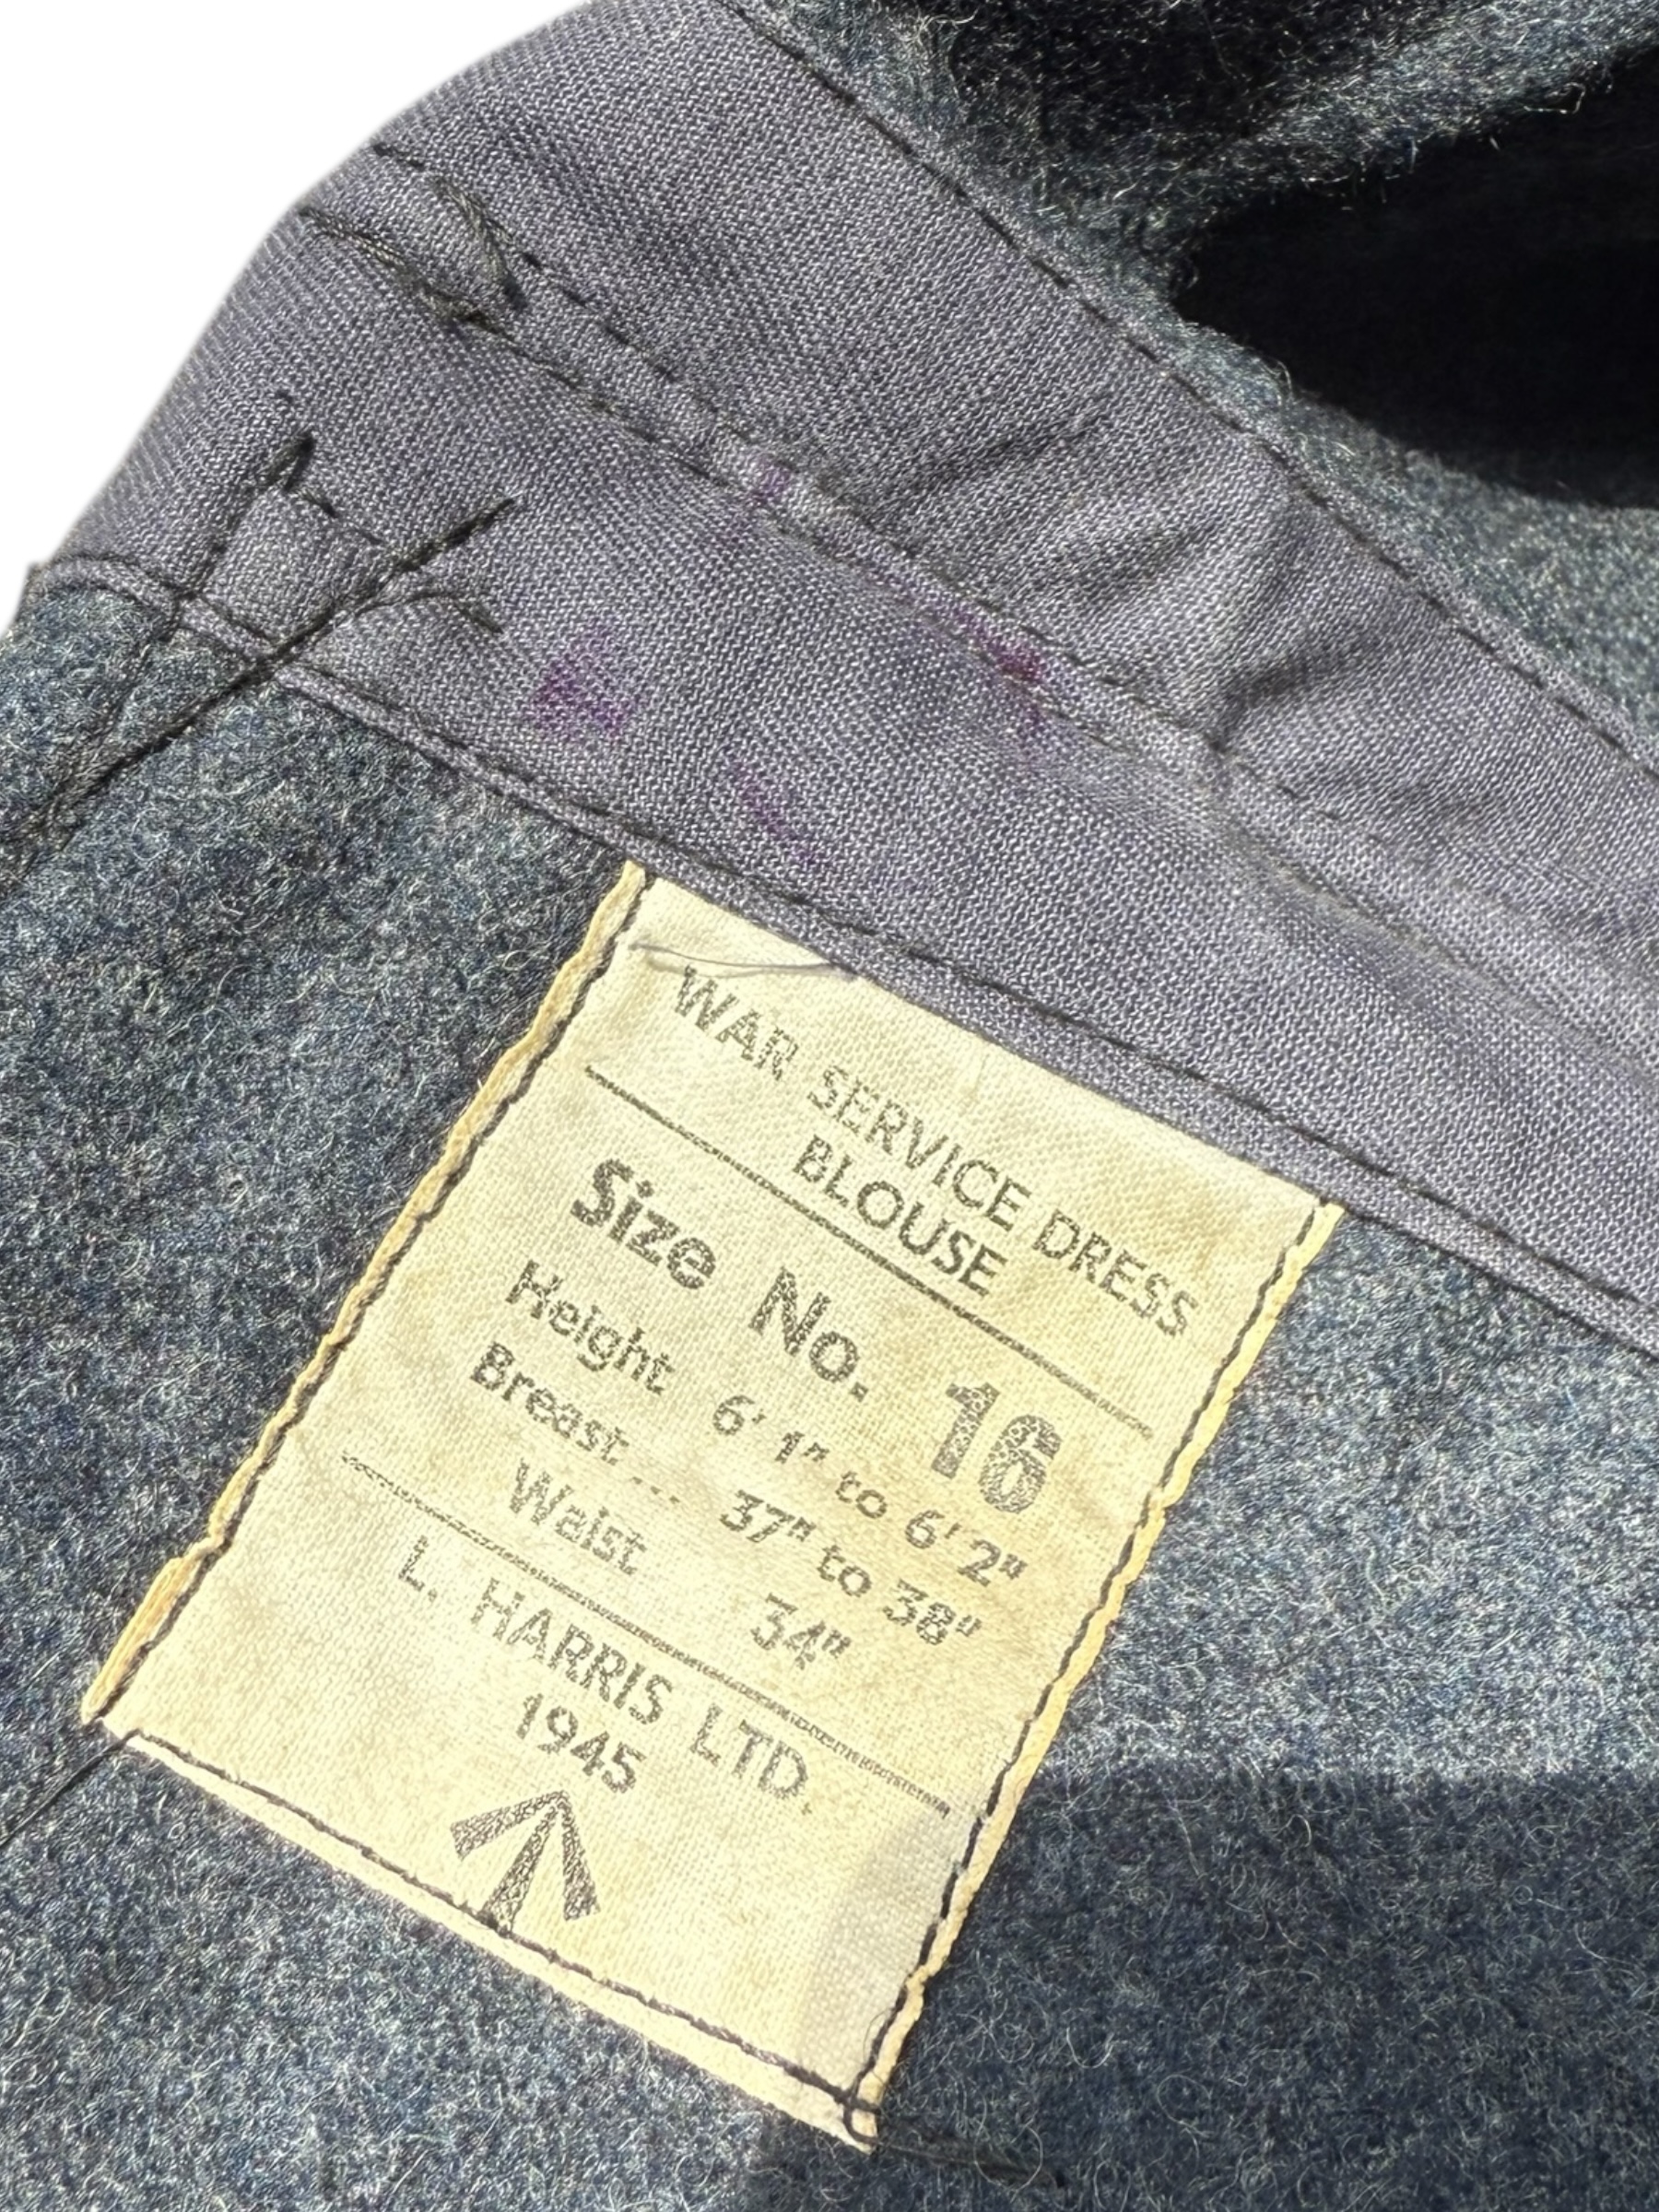 WAR SERVICE DRESS
BLOUSE
Size No. 16
Height 6' 1" to 6' 2"
Breast... 37" to 38"
Waist 34"
L. HARRIS LTD.
1945